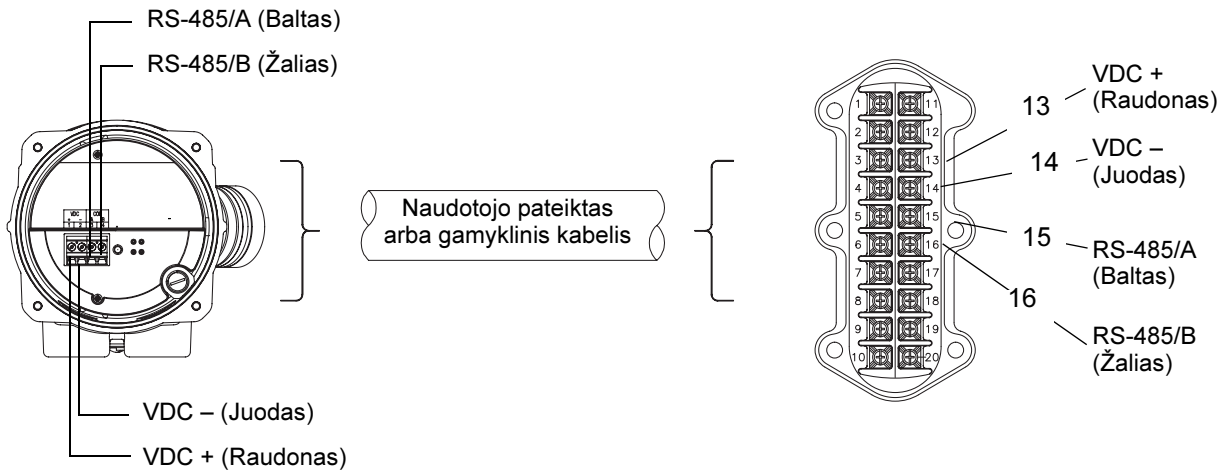 RS-485/A (Baltas)
RS-485/B (Žalias)
VDC
1 2
VDC – (Juodas)
VDC + (Raudonas)
Naudotojo pateiktas
arba gamyklinis kabelis
1 11
2 12
3 13
4 14
5 15
6 16
7 17
8 18
9 19
10 20
13
VDC +
(Raudonas)
14
VDC –
(Juodas)
15
RS-485/A
(Baltas)
16
RS-485/B
(Žalias)